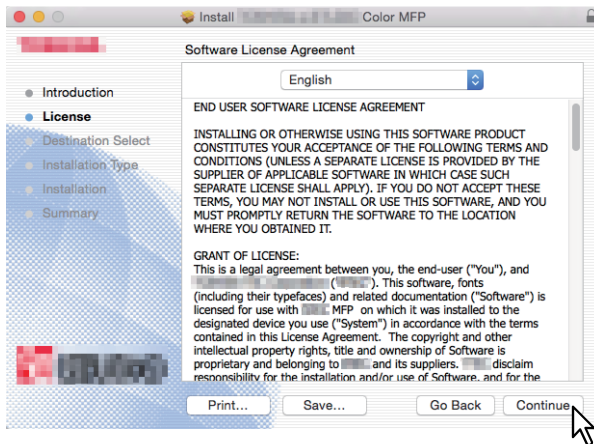 Install Color MFP
Software License Agreement
English
Introduction
License
Destination Select
Installation Type
Installation
Summary
END USER SOFTWARE LICENSE AGREEMENT
INSTALLING OR OTHERWISE USING THIS SOFTWARE PRODUCT
CONSTITUTES YOUR ACCEPTANCE OF THE FOLLOWING TERMS AND
CONDITIONS (UNLESS A SEPARATE LICENSE IS PROVIDED BY THE
SUPPLIER OF APPLICABLE SOFTWARE IN WHICH CASE SUCH
SEPARATE LICENSE SHALL APPLY). IF YOU DO NOT ACCEPT THESE
TERMS, YOU MAY NOT INSTALL OR USE THIS SOFTWARE, AND YOU
MUST PROMPTLY RETURN THE SOFTWARE TO THE LOCATION
WHERE YOU OBTAINED IT.
GRANT OF LICENSE:
This is a legal agreement between you, the end-user ("You"), and
(" "). This software, fonts
(including their typefaces) and related documentation ("Software") is
licensed for use with MFP on which it was installed to the
designated device you use ("System") in accordance with the terms
contained in this License Agreement. The copyright and other
intellectual property rights, title and ownership of Software is
proprietary and belonging to and its suppliers. disclaim
responsibility for the installation and/or use of Software, and for the
Print...
Save...
Go Back
Continue